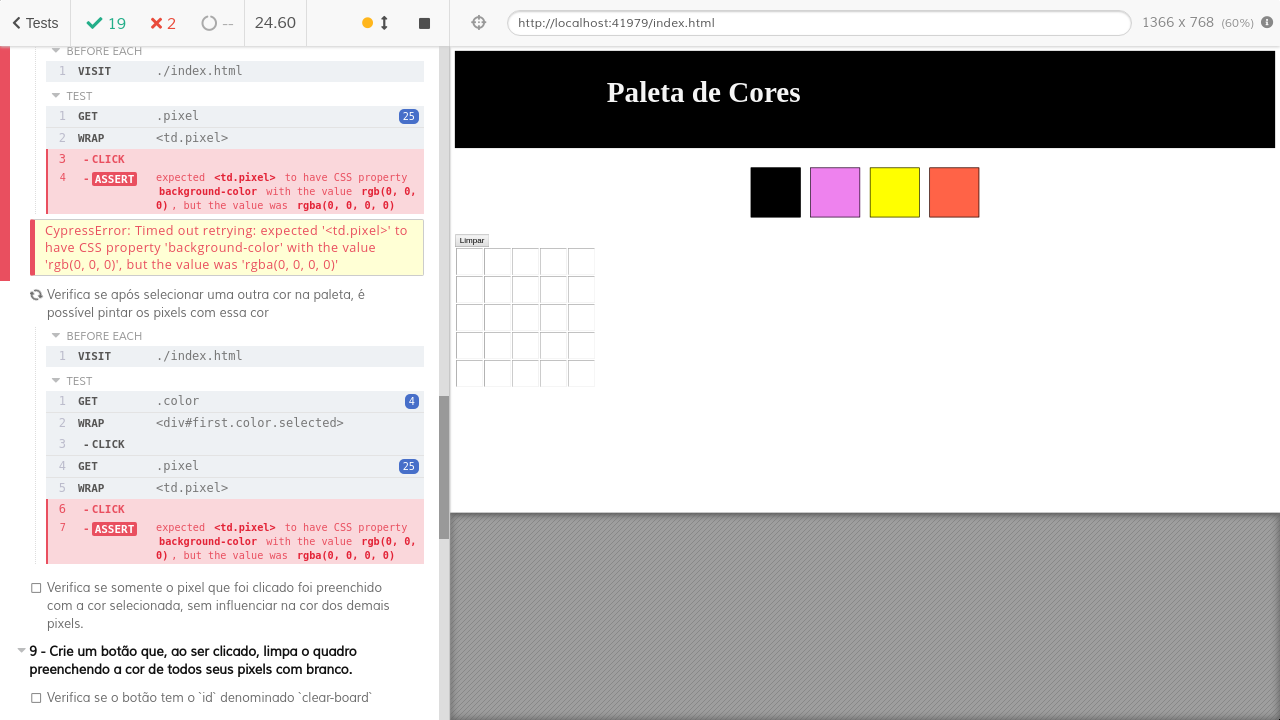 Tests
19
2
--
24.60
http://localhost:41979/index.html
1366 x 768 (60%)
BEFORE EACH
1 VISIT ./index.html
TEST
1 GET .pixel 25
2 WRAP <td.pixel>
3 - CLICK
4 - ASSERT expected <td.pixel> to have CSS property
background-color with the value rgb(0, 0,
0) , but the value was rgba(0, 0, 0, 0)
CypressError: Timed out retrying: expected '<td.pixel>' to
have CSS property 'background-color' with the value
'rgb(0, 0, 0)', but the value was 'rgba(0, 0, 0, 0)'
Verifica se após selecionar uma outra cor na paleta, é
possível pintar os pixels com essa cor
BEFORE EACH
1 VISIT ./index.html
TEST
1 GET .color 4
2 WRAP <div#first.color.selected>
3 - CLICK
4 GET .pixel 25
5 WRAP <td.pixel>
6 - CLICK
7 - ASSERT expected <td.pixel> to have CSS property
background-color with the value rgb(0, 0,
0) , but the value was rgba(0, 0, 0, 0)
Verifica se somente o pixel que foi clicado foi preenchido
com a cor selecionada, sem influenciar na cor dos demais
pixels.
9 - Crie um botão que, ao ser clicado, limpa o quadro
preenchendo a cor de todos seus pixels com branco.
Verifica se o botão tem o `id` denominado `clear-board`
Paleta de Cores
Limpar